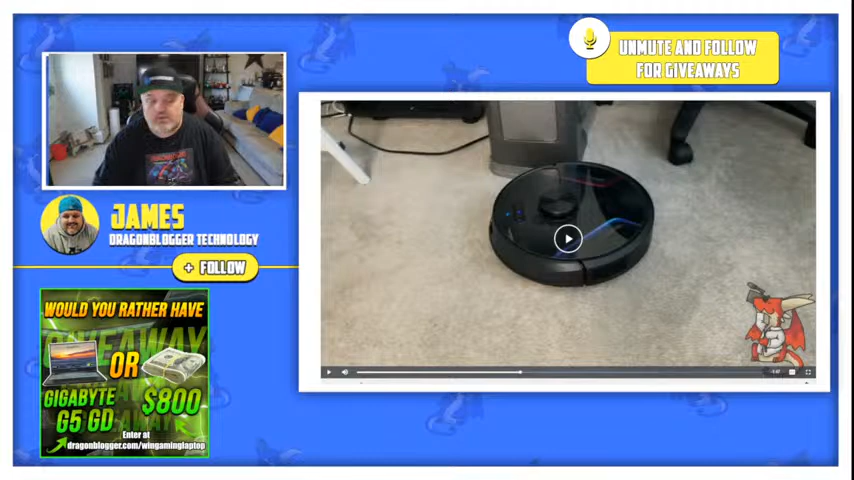 UNMUTE AND FOLLOW
FOR GIVEAWAYS
JAMES
DRAGONBLOGGER TECHNOLOGY
+ FOLLOW
WOULD YOU RATHER HAVE
GIVEAWAY
OR
GIGABYTE
G5 GD
$800
Enter at
dragonblogger.com/wingaminglaptop